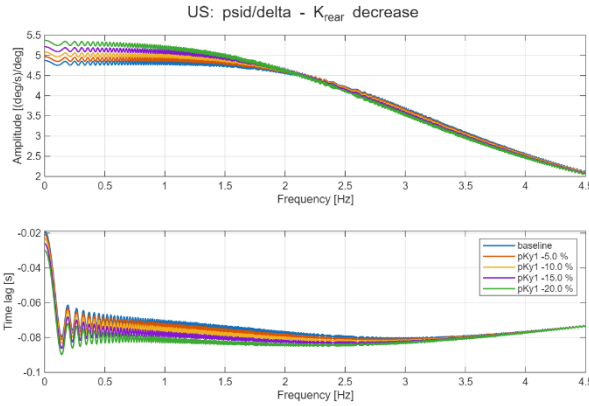 US: psid/delta - K_rear decrease
Amplitude [(deg/s)/deg]
5.5
5
4.5
4
3.5
3
2.5
2
0 0.5 1 1.5 2 2.5 3 3.5 4 4.5
Frequency [Hz]
Time lag [s]
-0.02
-0.04
-0.06
-0.08
-0.1
baseline
pKy1 -5.0 %
pKy1 -10.0 %
pKy1 -15.0 %
pKy1 -20.0 %
0 0.5 1 1.5 2 2.5 3 3.5 4 4.5
Frequency [Hz]